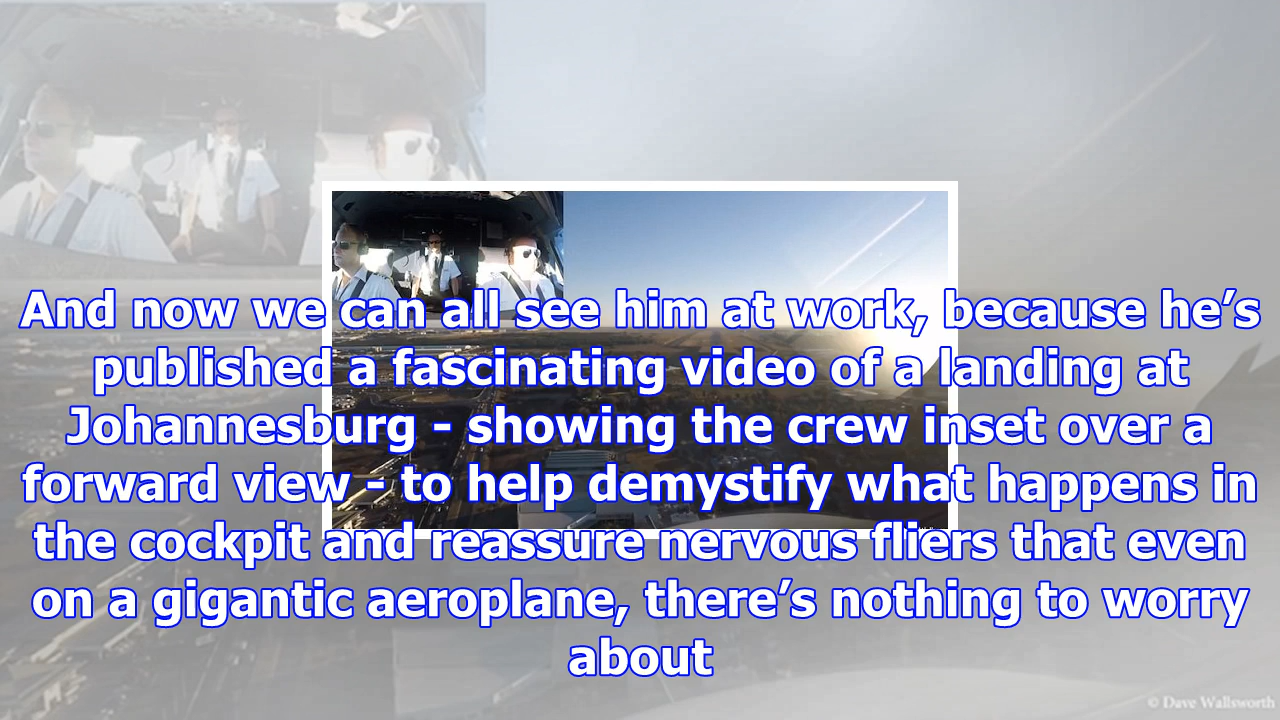 And now we can all see him at work, because he’s
published a fascinating video of a landing at
Johannesburg - showing the crew inset over a
forward view - to help demystify what happens in
the cockpit and reassure nervous fliers that even
on a gigantic aeroplane, there’s nothing to worry
about
© Dave Wallsworth